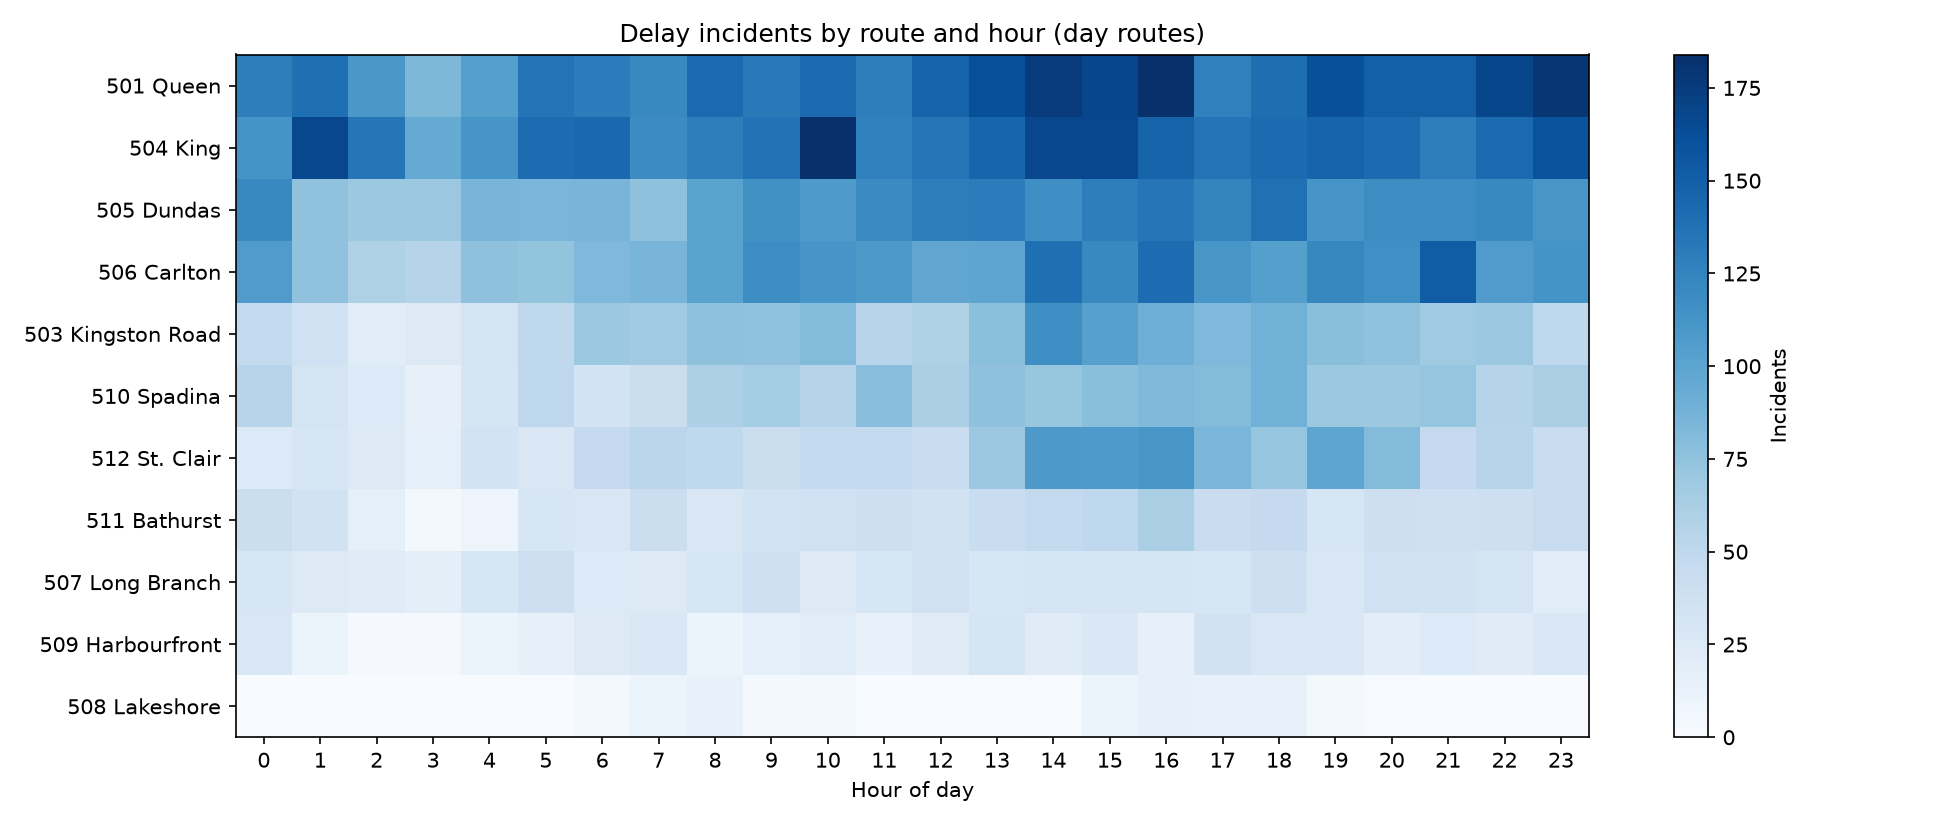 Delay incidents by route and hour (day routes)
501 Queen
504 King
505 Dundas
506 Carlton
503 Kingston Road
510 Spadina
512 St. Clair
511 Bathurst
507 Long Branch
509 Harbourfront
508 Lakeshore
0 1 2 3 4 5 6 7 8 9 10 11 12 13 14 15 16 17 18 19 20 21 22 23
Hour of day
175
150
125
100
75
50
25
0
Incidents